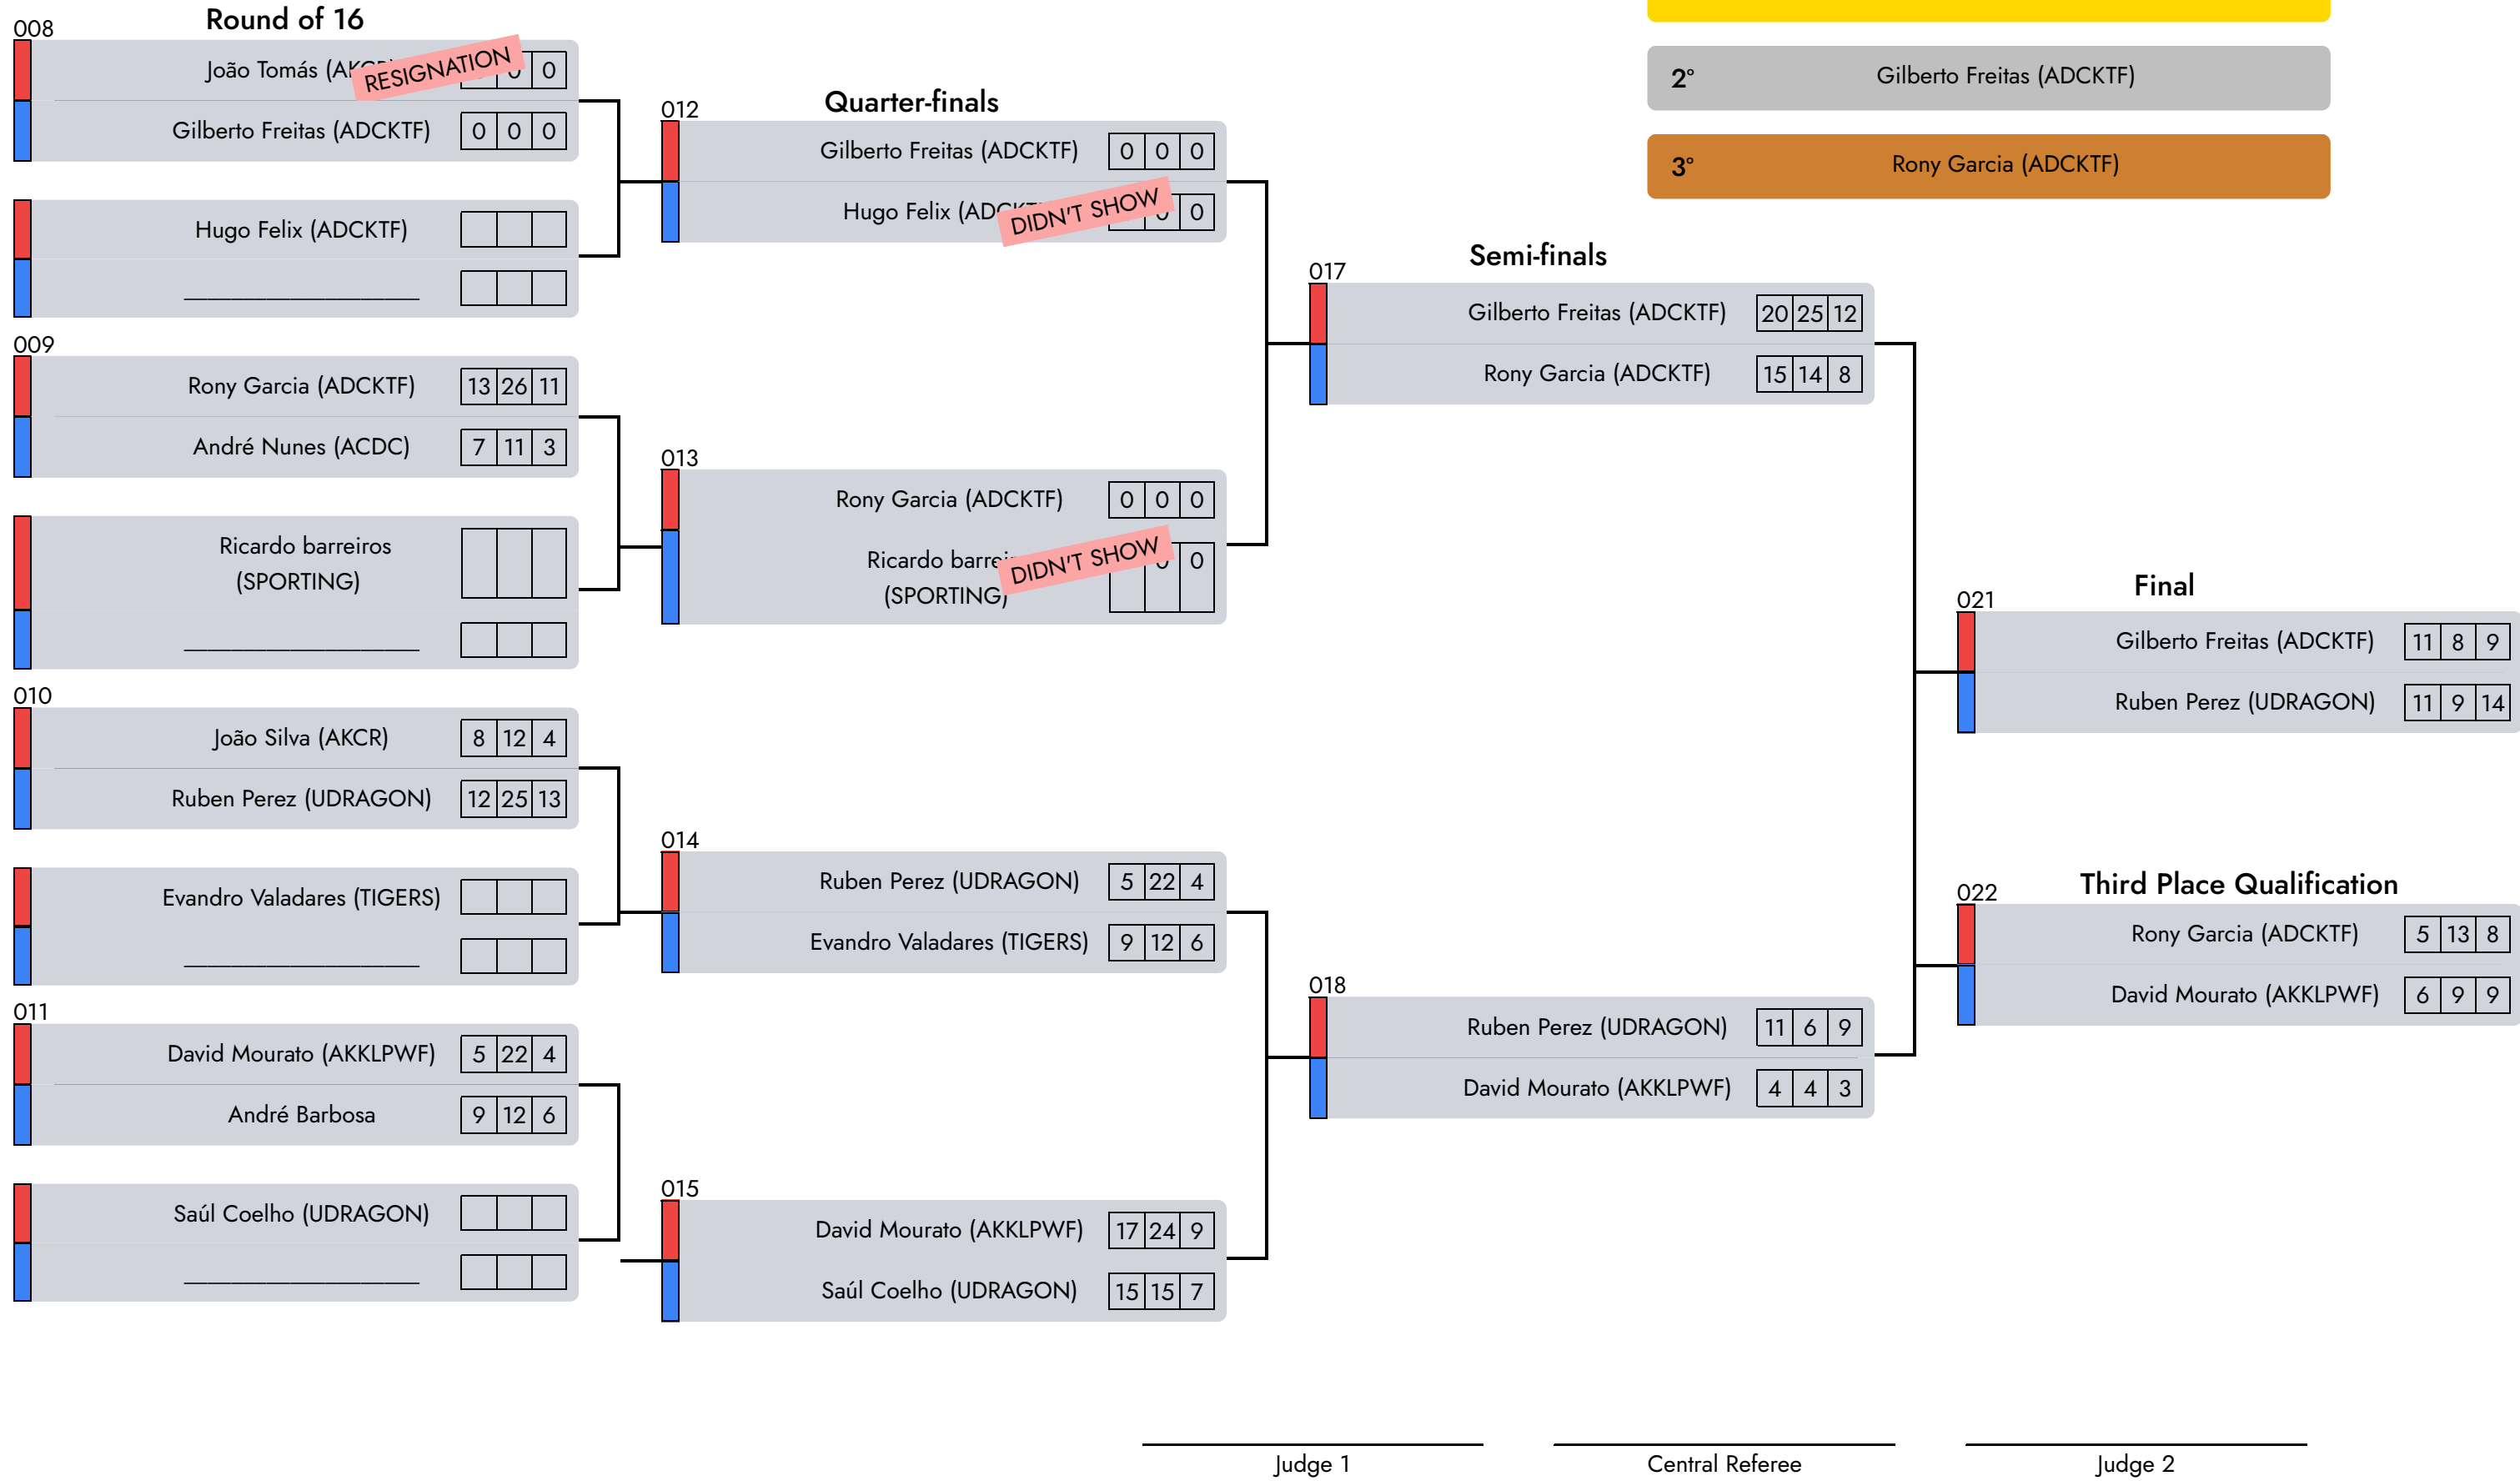 Round of 16
008
João Tomás
RESIGNATION
0
Gilberto Freitas (ADCKTF) 0 0 0
Hugo Felix (ADCKTF)
009
Rony Garcia (ADCKTF) 13 26 11
André Nunes (ACDC) 7 11 3
Ricardo barreiros
(SPORTING)
010
João Silva (AKCR) 8 12 4
Ruben Perez (UDRAGON) 12 25 13
Evandro Valadares (TIGERS)
011
David Mourato (AKKLPWF) 5 22 4
André Barbosa 9 12 6
Saúl Coelho (UDRAGON)
Quarter-finals
012
Gilberto Freitas (ADCKTF) 0 0 0
Hugo Felix
DIDN'T SHOW
0
013
Rony Garcia (ADCKTF) 0 0 0
Ricardo
DIDN'T SHOW
0
(SPORTING)
014
Ruben Perez (UDRAGON) 5 22 4
Evandro Valadares (TIGERS) 9 12 6
015
David Mourato (AKKLPWF) 17 24 9
Saúl Coelho (UDRAGON) 15 15 7
Semi-finals
017
Gilberto Freitas (ADCKTF) 20 25 12
Rony Garcia (ADCKTF) 15 14 8
018
Ruben Perez (UDRAGON) 11 6 9
David Mourato (AKKLPWF) 4 4 3
2º Gilberto Freitas (ADCKTF)
3º Rony Garcia (ADCKTF)
Final
021
Gilberto Freitas (ADCKTF) 11 8 9
Ruben Perez (UDRAGON) 11 9 14
Third Place Qualification
022
Rony Garcia (ADCKTF) 5 13 8
David Mourato (AKKLPWF) 6 9 9
Judge 1
Central Referee
Judge 2